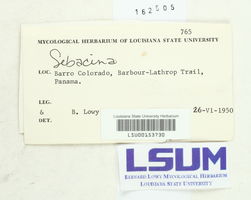 162505
765
MYCOLOGICAL HERBARIUM OF LOUISIANA STATE UNIVERSITY
Sebacina
LOC. Barro Colorado, Barbour-Lathrop Trail,
Panama.
LEG.
& B. Lowy 26-VI-1950
DET.
Louisiana State University Herbarium
LSU00153730
LSUM
BERNARD LOWY MYCOLOGICAL HERBARIUM
LOUISIANA STATE UNIVERSITY